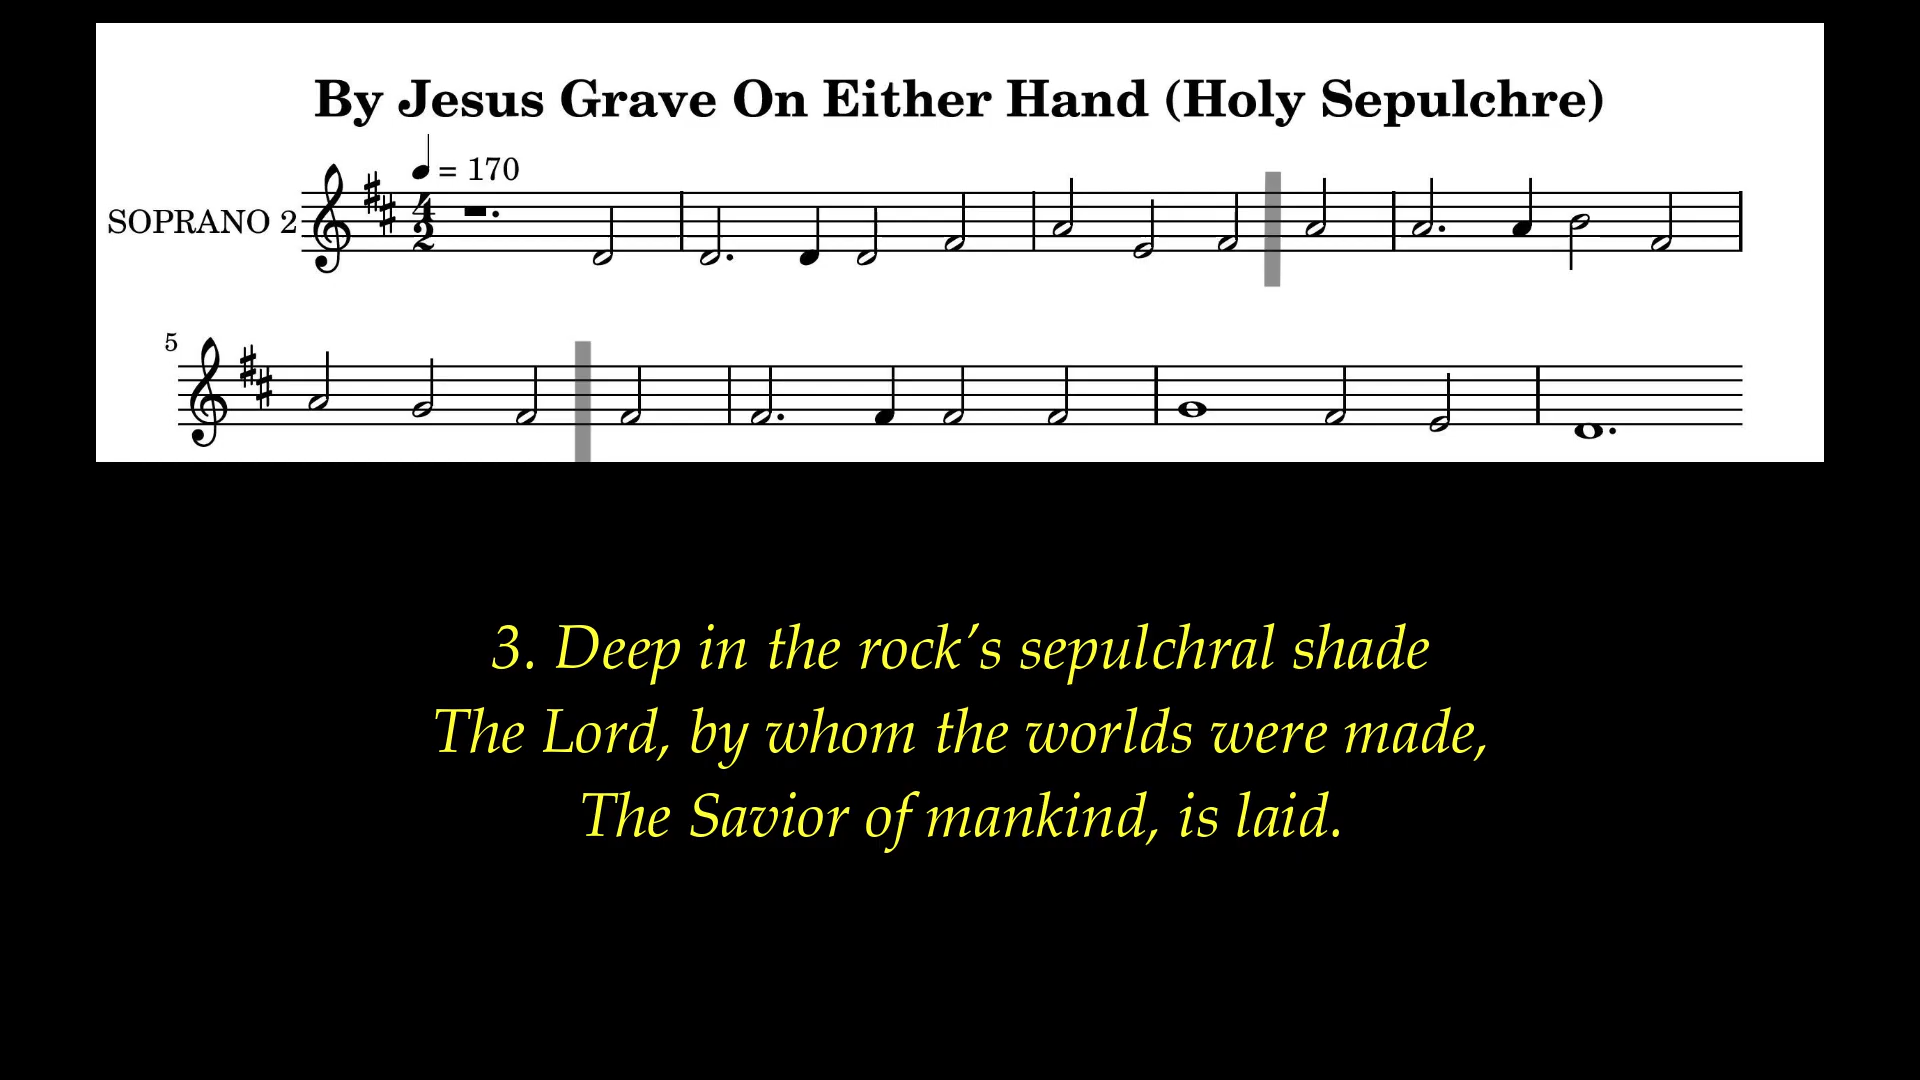 By Jesus Grave On Either Hand (Holy Sepulchre)
= 170
SOPRANO 2
4
2
5
3. Deep in the rock’s sepulchral shade
The Lord, by whom the worlds were made,
The Savior of mankind, is laid.